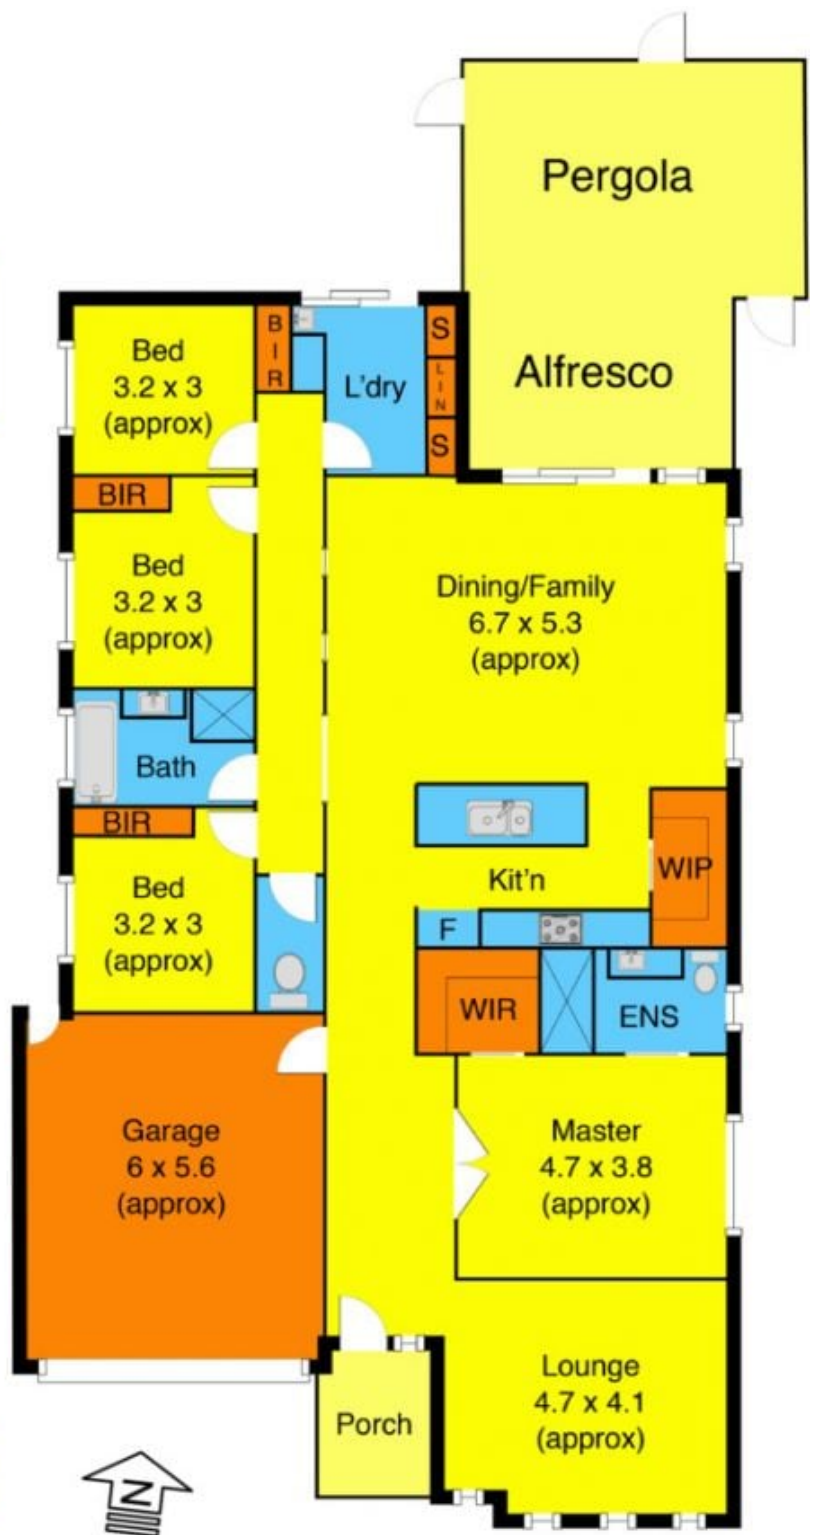 Pergola
Alfresco
Bed
3.2 x 3
(approx)
B
I
R
L'dry
S
L
I
N
S
BIR
Bed
3.2 x 3
(approx)
Dining/Family
6.7 x 5.3
(approx)
Bath
BIR
Bed
3.2 x 3
(approx)
Kit'n
WIP
F
WIR
ENS
Garage
6 x 5.6
(approx)
Master
4.7 x 3.8
(approx)
Lounge
4.7 x 4.1
(approx)
Porch
N